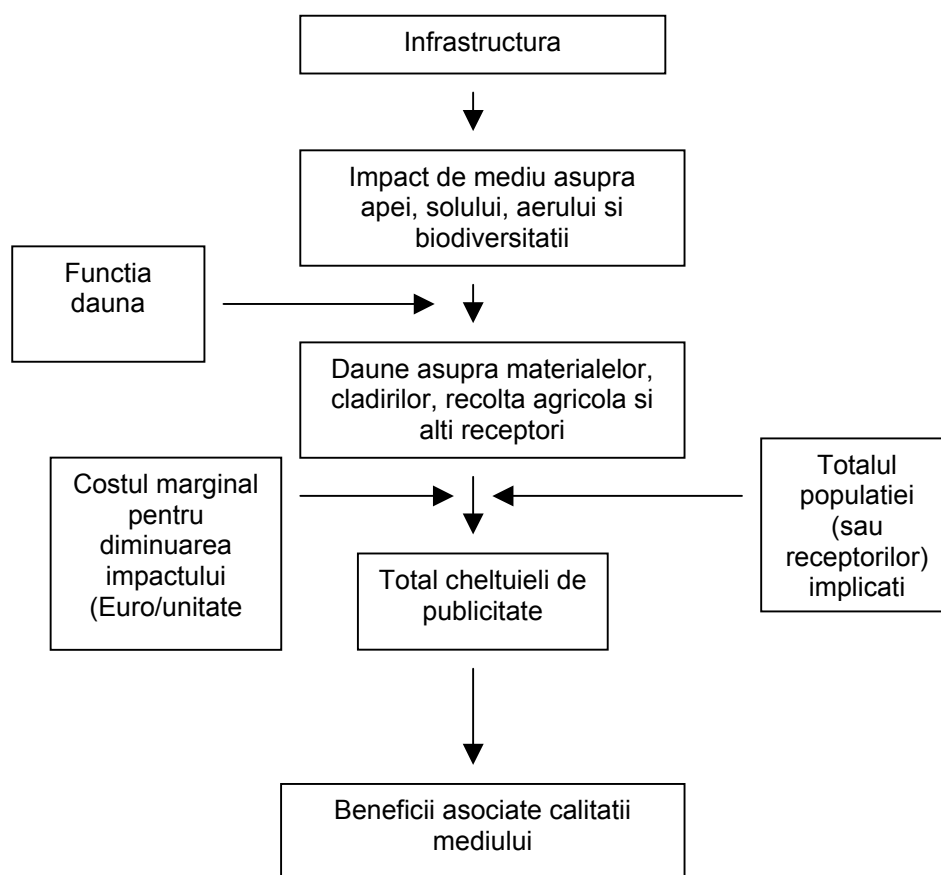 Infrastructura
Impact de mediu asupra
apei, solului, aerului si
biodiversitatii
Functia
dauna
Daune asupra materialelor,
cladirilor, recolta agricola si
alti receptori
Costul marginal
pentru
diminuarea
impactului
(Euro/unitate
Totalul
populatiei
(sau
receptorilor)
implicati
Total cheltuieli de
publicitate
Beneficii asociate calitatii
mediului